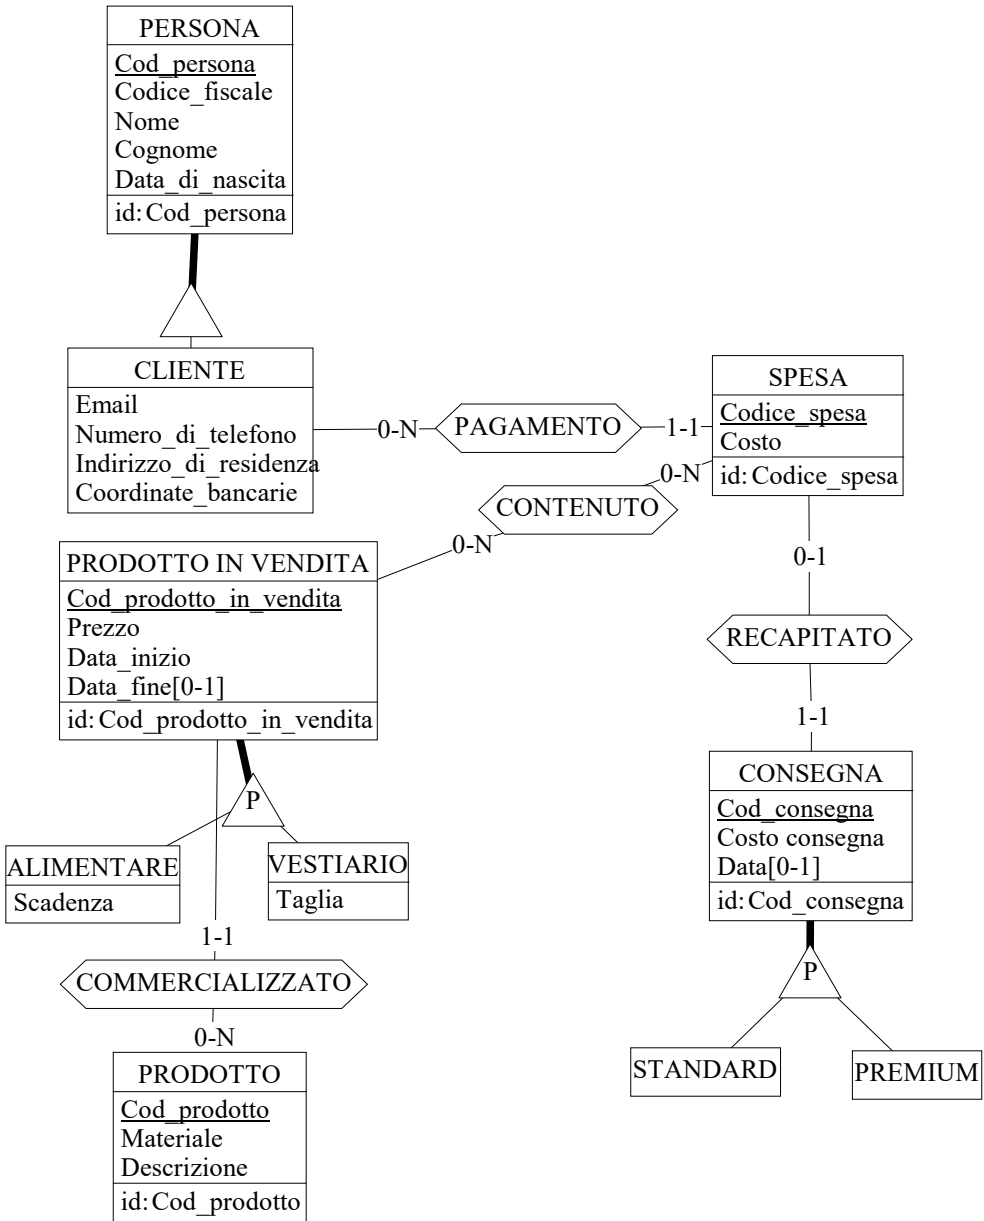 PERSONA
Cod_persona
Codice_fiscale
Nome
Cognome
Data_di_nascita
id: Cod_persona
CLIENTE
Email
Numero_di_telefono
Indirizzo_di_residenza
Coordinate_bancarie
0-N
PAGAMENTO
1-1
SPESA
Codice_spesa
Costo
id: Codice_spesa
0-N
CONTENUTO
0-N
PRODOTTO IN VENDITA
Cod_prodotto_in_vendita
Prezzo
Data_inizio
Data_fine[0-1]
id: Cod_prodotto_in_vendita
0-1
RECAPITATO
1-1
CONSEGNA
Cod_consegna
Costo consegna
Data[0-1]
id: Cod_consegna
P
ALIMENTARE
Scadenza
VESTIARIO
Taglia
1-1
COMMERCIALIZZATO
0-N
PRODOTTO
Cod_prodotto
Materiale
Descrizione
id: Cod_prodotto
P
STANDARD
PREMIUM